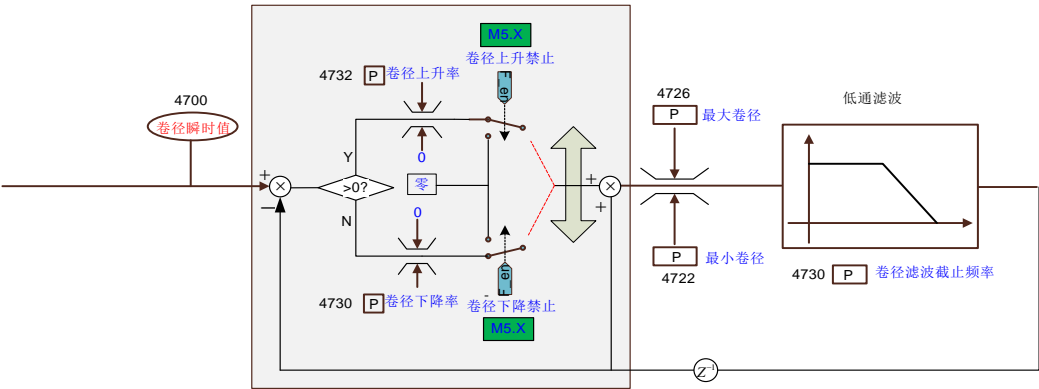 M5.X
卷径上升禁止
F_en
4732 P 卷径上升率
0
4700
卷径瞬时值
+
—
×
Y
>0?
N
零
0
4730 P 卷径下降率
F_en
卷径下降禁止
M5.X
+
×
+
4726
P 最大卷径
P 最小卷径
4722
低通滤波
4730 P 卷径滤波截止频率
Z⁻¹